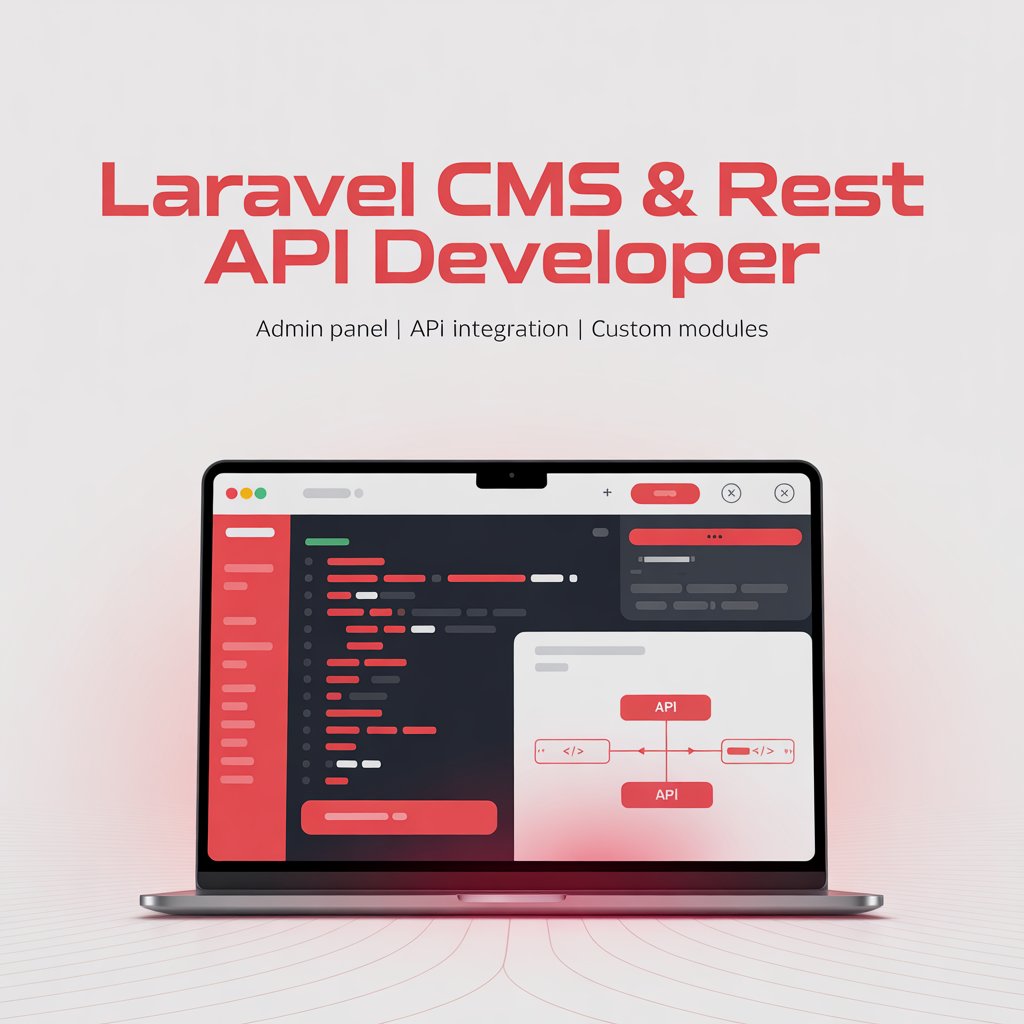 Laravel CMS & Rest
API Developer
Admin panel | APi integration | Custom modules
API
</>
</>
API